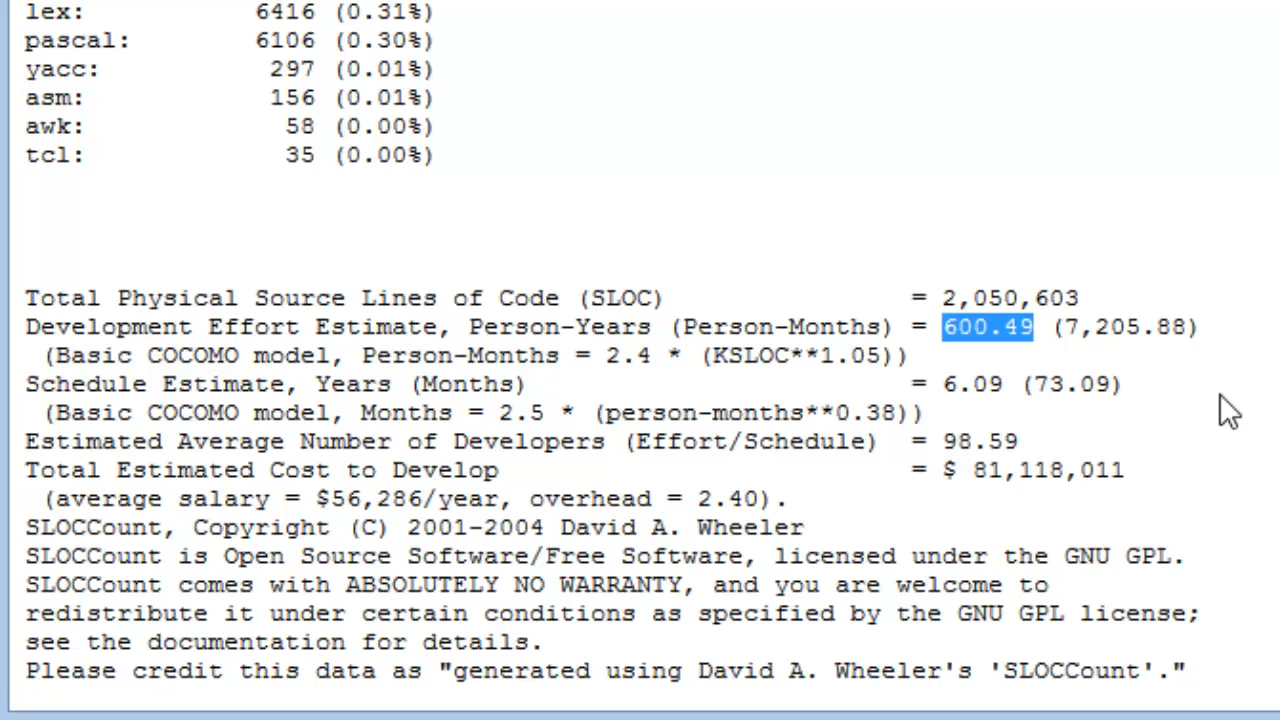 lex: 6416 (0.31%)
pascal: 6106 (0.30%)
yacc: 297 (0.01%)
asm: 156 (0.01%)
awk: 58 (0.00%)
tcl: 35 (0.00%)
Total Physical Source Lines of Code (SLOC) = 2,050,603
Development Effort Estimate, Person-Years (Person-Months) = 600.49 (7,205.88)
(Basic COCOMO model, Person-Months = 2.4 * (KSLOC**1.05))
Schedule Estimate, Years (Months) = 6.09 (73.09)
(Basic COCOMO model, Months = 2.5 * (person-months**0.38))
Estimated Average Number of Developers (Effort/Schedule) = 98.59
Total Estimated Cost to Develop = $ 81,118,011
(average salary = $56,286/year, overhead = 2.40).
SLOCCount, Copyright (C) 2001-2004 David A. Wheeler
SLOCCount is Open Source Software/Free Software, licensed under the GNU GPL.
SLOCCount comes with ABSOLUTELY NO WARRANTY, and you are welcome to
redistribute it under certain conditions as specified by the GNU GPL license;
see the documentation for details.
Please credit this data as "generated using David A. Wheeler's 'SLOCCount'."